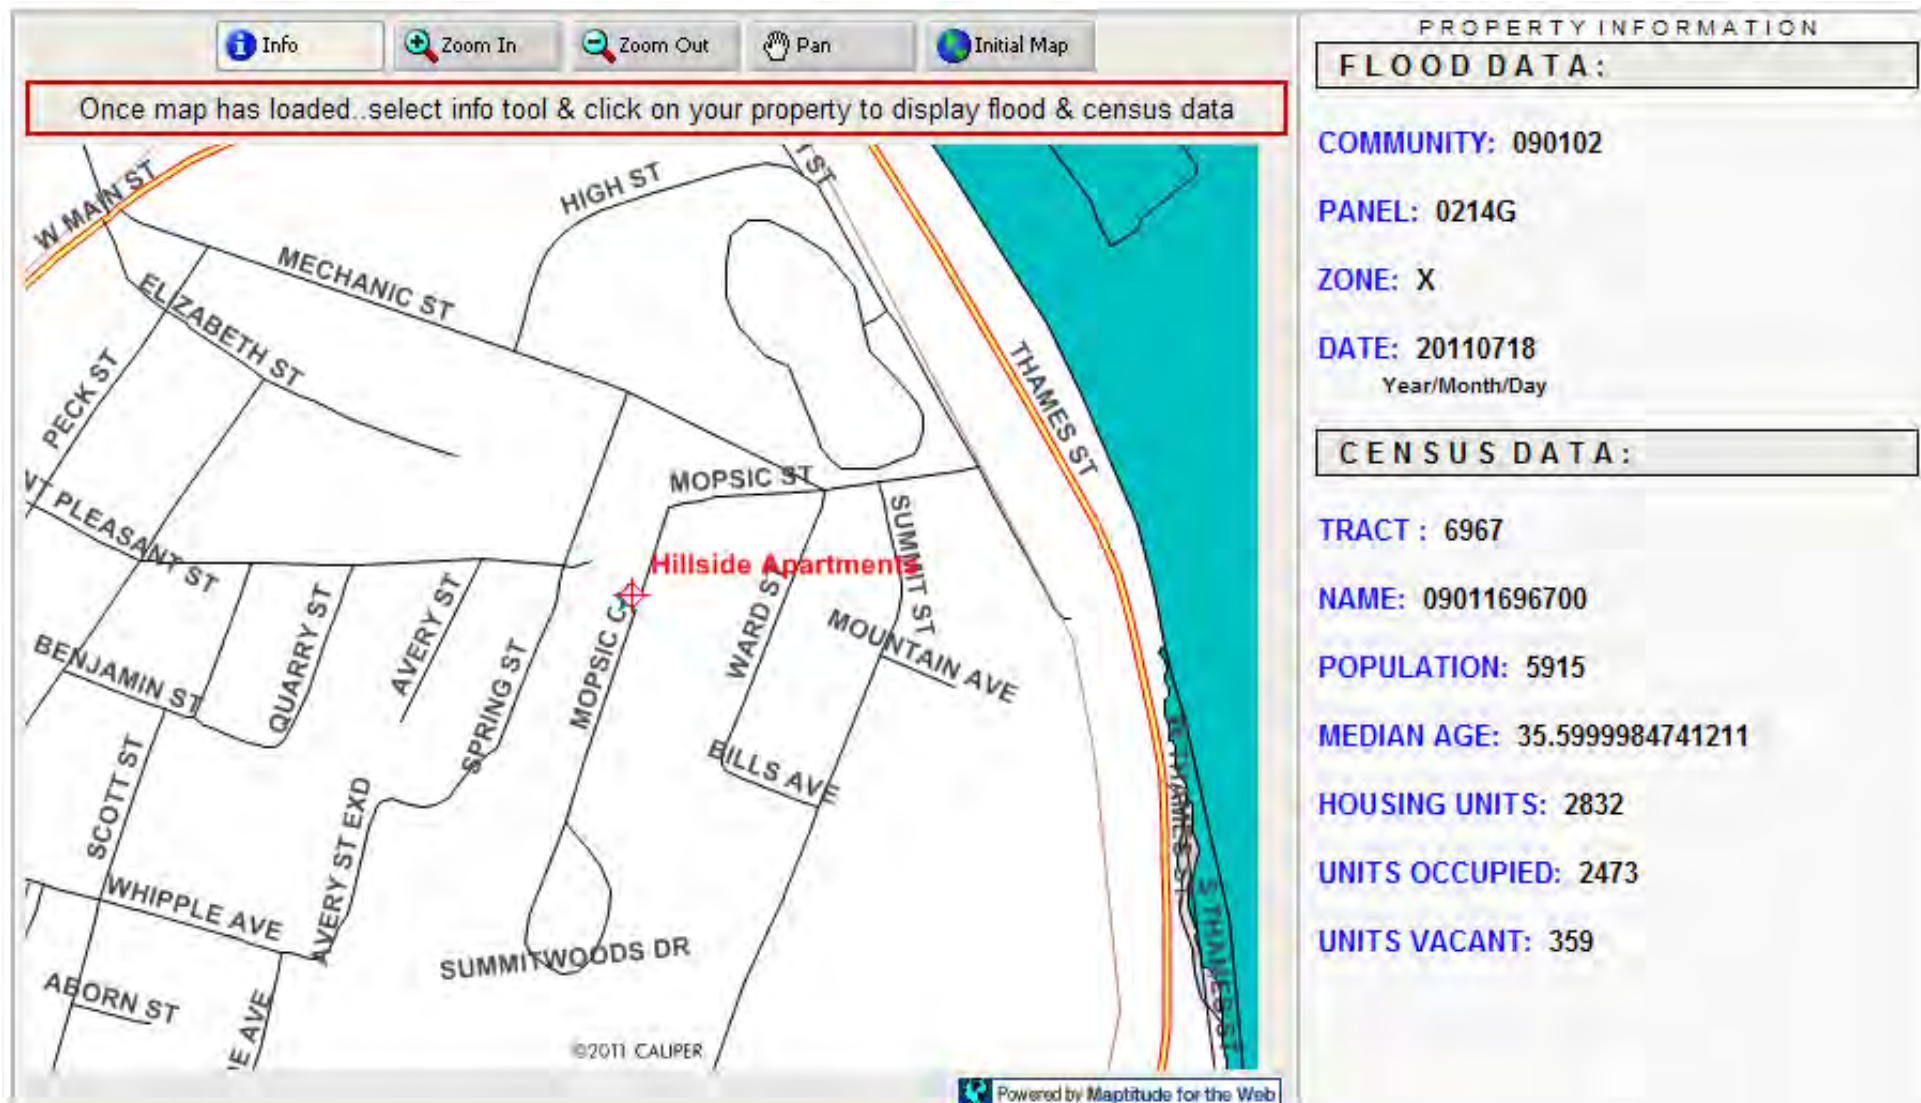 Info
Zoom In
Zoom Out
Pan
Initial Map
Once map has loaded..select info tool & click on your property to display flood & census data
W MAIN ST
HIGH ST
ST
MECHANIC ST
ELIZABETH ST
PECK ST
THAMES ST
MOPSIC ST
NT PLEASANT ST
SUMMIT ST
Hillside Apartments
QUARRY ST
AVERY ST
MOPSIC C
WARD ST
MOUNTAIN AVE
BENJAMIN ST
SPRING ST
BILLS AVE
SCOTT ST
AVERY ST EXD
THAMES ST
S THAMES ST
WHIPPLE AVE
SUMMITWOODS DR
ABORN ST
E AVE
©2011 CALIPER
Powered by Maptitude for the Web
PROPERTY INFORMATION
FLOOD DATA:
COMMUNITY: 090102
PANEL: 0214G
ZONE: X
DATE: 20110718
Year/Month/Day
CENSUS DATA:
TRACT : 6967
NAME: 09011696700
POPULATION: 5915
MEDIAN AGE: 35.5999984741211
HOUSING UNITS: 2832
UNITS OCCUPIED: 2473
UNITS VACANT: 359